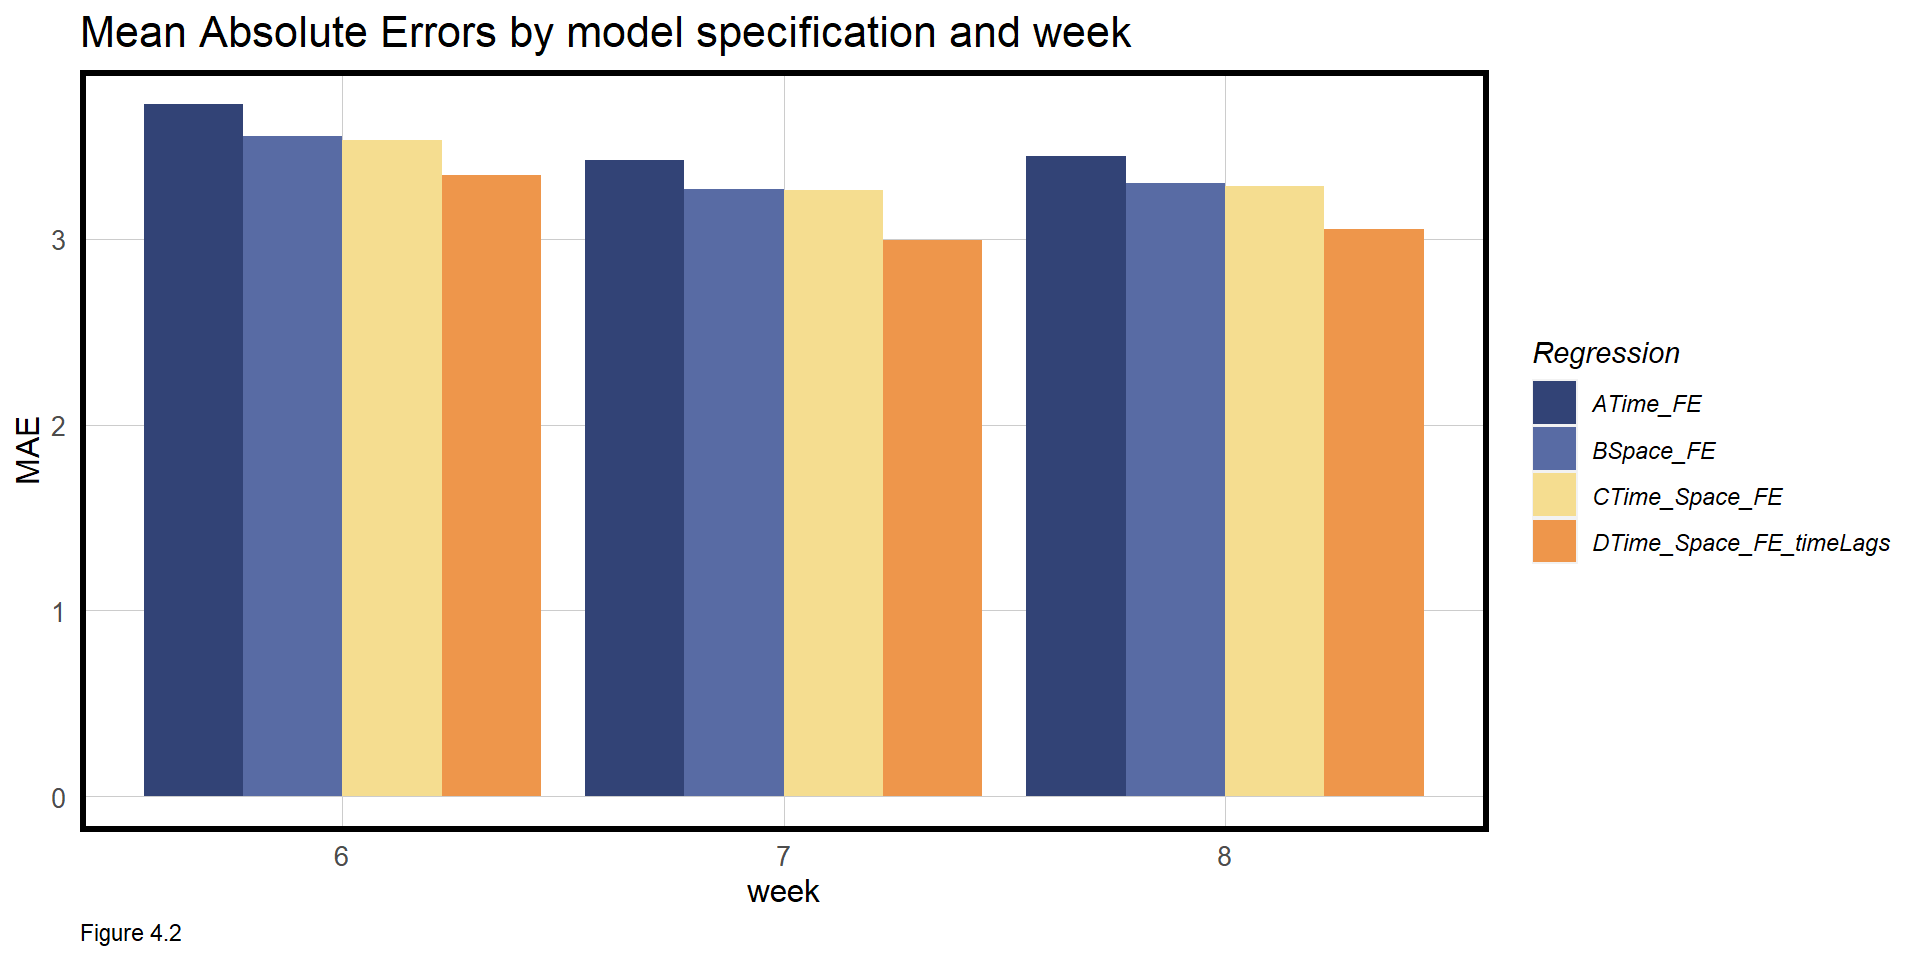 Mean Absolute Errors by model specification and week
MAE
3
2
1
0
6
7
8
week
Regression
ATime_FE
BSpace_FE
CTime_Space_FE
DTime_Space_FE_timeLags
Figure 4.2